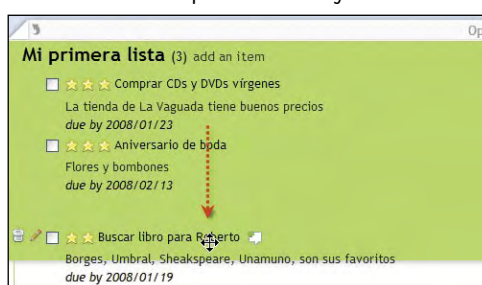 Op
Mi primera lista (3) add an item
Comprar CDs y DVDs vírgenes
La tienda de La Vaguada tiene buenos precios
due by 2008/01/23
Aniversario de boda
Flores y bombones
due by 2008/02/13
Buscar libro para Roberto
Borges, Umbral, Sheakspeare, Unamuno, son sus favoritos
due by 2008/01/19